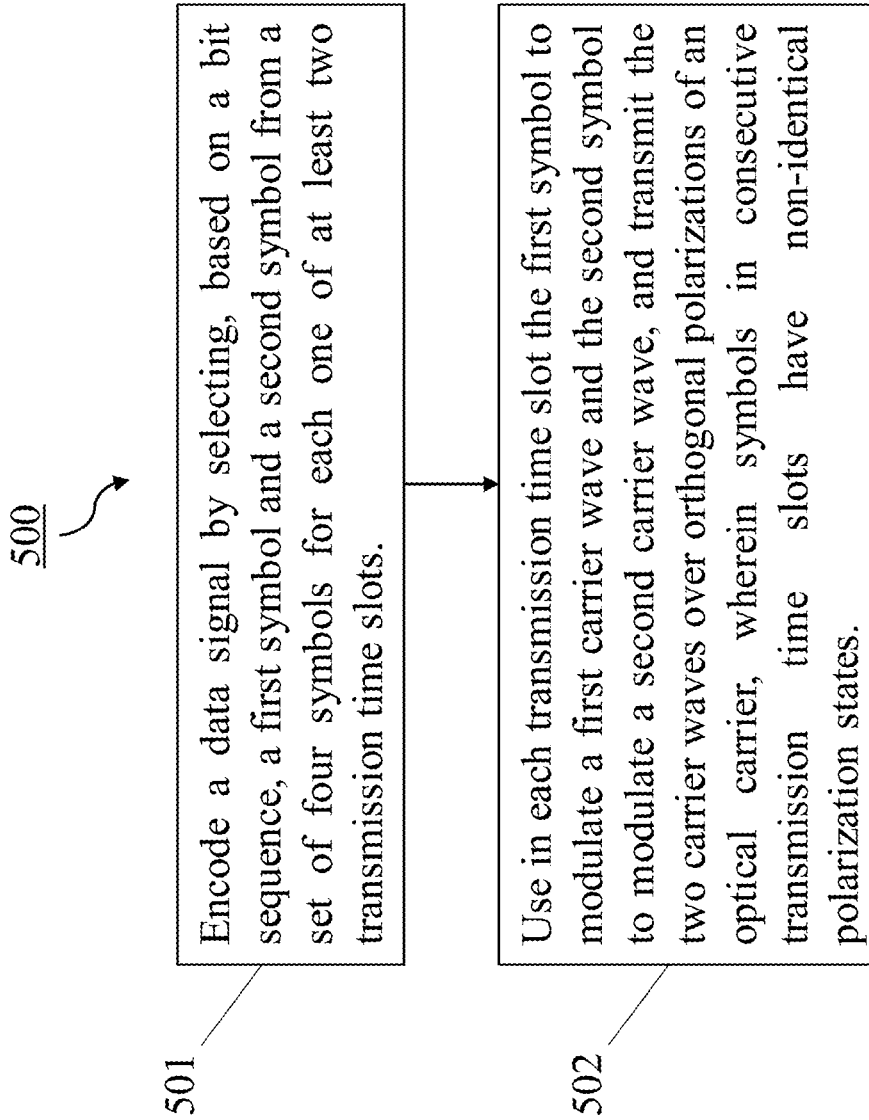 500
501
Encode a data signal by selecting, based on a bit
sequence, a first symbol and a second symbol from a
set of four symbols for each one of at least two
transmission time slots.
502
Use in each transmission time slot the first symbol to
modulate a first carrier wave and the second symbol
to modulate a second carrier wave, and transmit the
two carrier waves over orthogonal polarizations of an
optical carrier, wherein symbols in consecutive
transmission time slots have non-identical
polarization states.